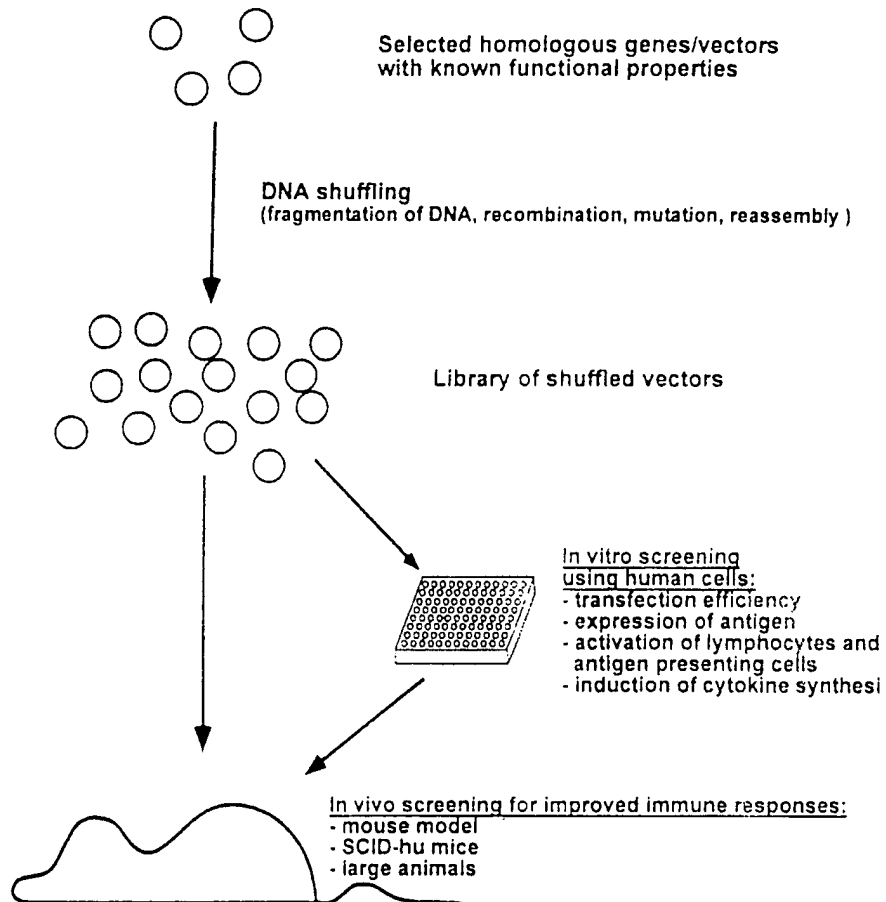 Selected homologous genes/vectors
with known functional properties
DNA shuffling
(fragmentation of DNA, recombination, mutation, reassembly )
Library of shuffled vectors
In vitro screening
using human cells:
- transfection efficiency
- expression of antigen
- activation of lymphocytes and
antigen presenting cells
- induction of cytokine synthesi
In vivo screening for improved immune responses:
- mouse model
- SCID-hu mice
- large animals